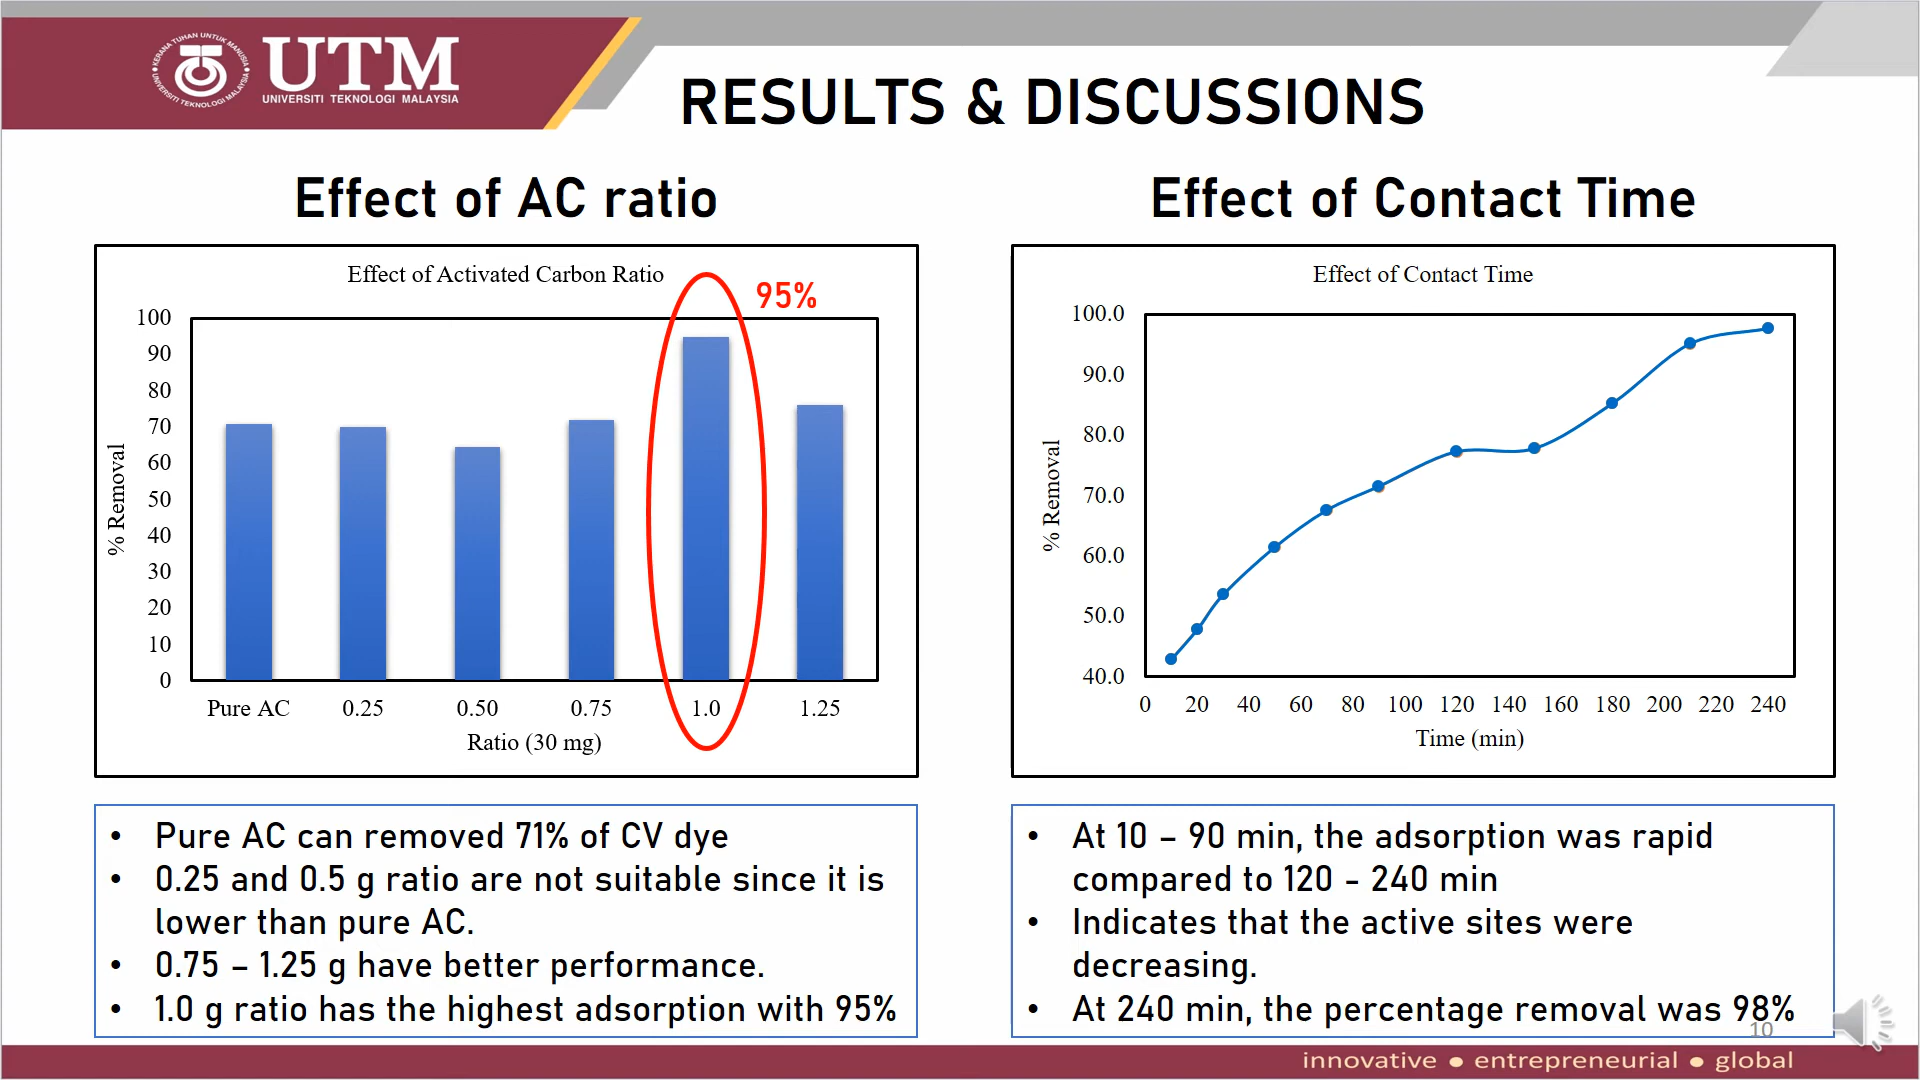 KERANA TUHAN UNTUK MANUSIA
UNIVERSITI TEKNOLOGI MALAYSIA
UTM
UNIVERSITI TEKNOLOGI MALAYSIA
RESULTS & DISCUSSIONS
Effect of AC ratio
Effect of Activated Carbon Ratio
95%
100
90
80
70
60
50
40
30
20
10
0
% Removal
Pure AC 0.25 0.50 0.75 1.0 1.25
Ratio (30 mg)
• Pure AC can removed 71% of CV dye
• 0.25 and 0.5 g ratio are not suitable since it is
lower than pure AC.
• 0.75 – 1.25 g have better performance.
• 1.0 g ratio has the highest adsorption with 95%
Effect of Contact Time
Effect of Contact Time
100.0
90.0
80.0
70.0
60.0
50.0
40.0
% Removal
0 20 40 60 80 100 120 140 160 180 200 220 240
Time (min)
• At 10 – 90 min, the adsorption was rapid
compared to 120 - 240 min
• Indicates that the active sites were
decreasing.
• At 240 min, the percentage removal was 98%
10
innovative ● entrepreneurial ● global